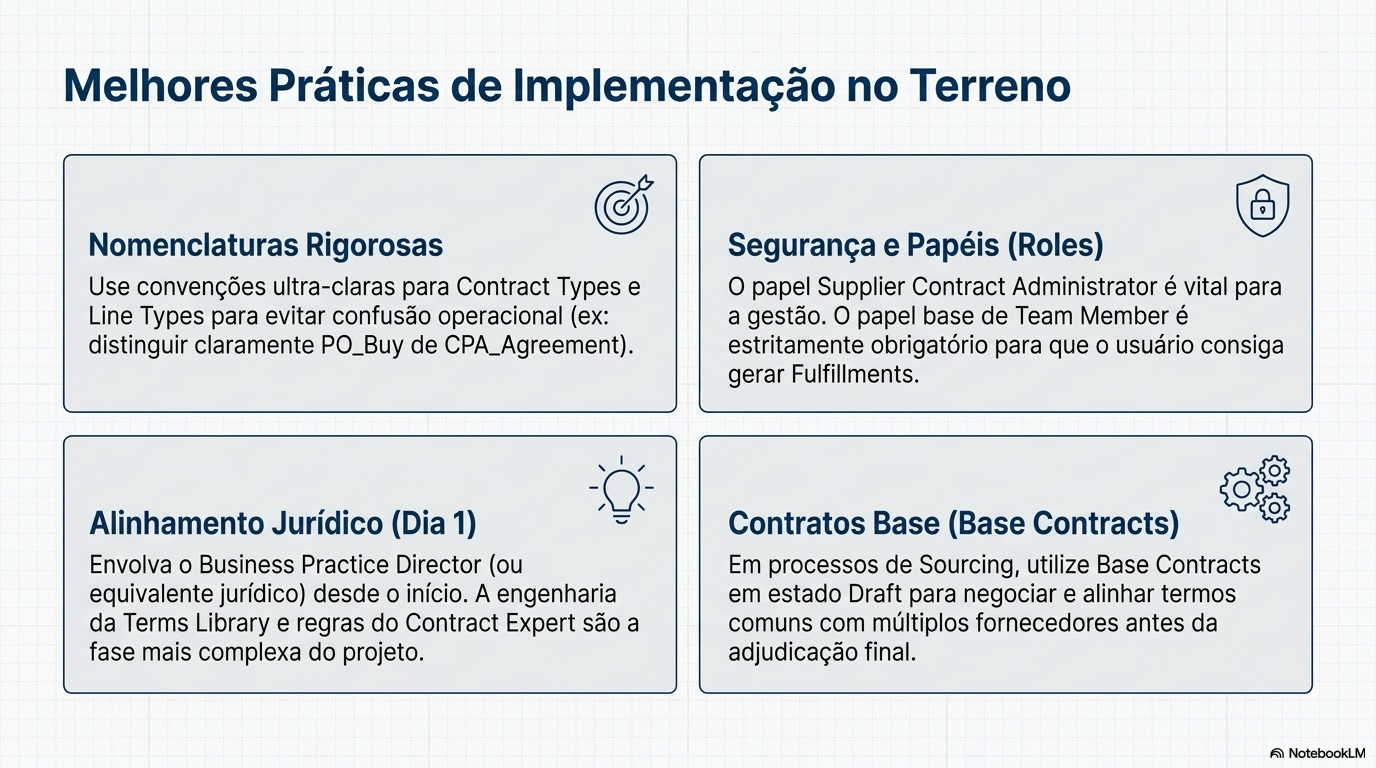 Melhores Práticas de Implementação no Terreno
Nomenclaturas Rigorosas
Use convenções ultra-claras para Contract Types e
Line Types para evitar confusão operacional (ex:
distinguir claramente PO_Buy de CPA_Agreement).
Segurança e Papéis (Roles)
O papel Supplier Contract Administrator é vital para
a gestão. O papel base de Team Member é
estritamente obrigatório para que o usuário consiga
gerar Fulfillments.
Alinhamento Jurídico (Dia 1)
Envolva o Business Practice Director (ou
equivalente jurídico) desde o início. A engenharia
da Terms Library e regras do Contract Expert são a
fase mais complexa do projeto.
Contratos Base (Base Contracts)
Em processos de Sourcing, utilize Base Contracts
em estado Draft para negociar e alinhar termos
comuns com múltiplos fornecedores antes da
adjudicação final.
NotebookLM